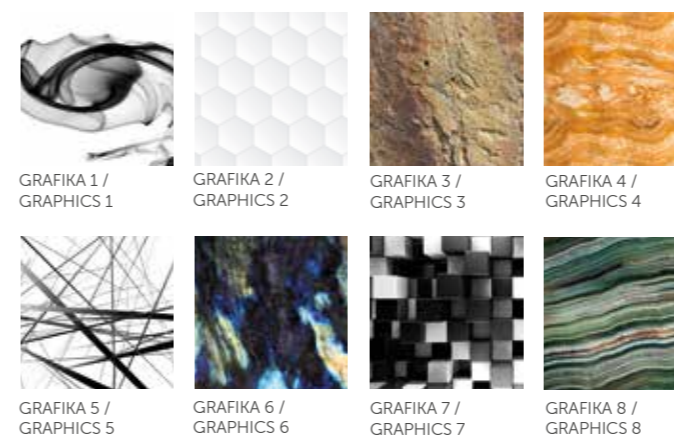 GRAFIKA 1 /
GRAPHICS 1
GRAFIKA 2 /
GRAPHICS 2
GRAFIKA 3 /
GRAPHICS 3
GRAFIKA 4 /
GRAPHICS 4
GRAFIKA 5 /
GRAPHICS 5
GRAFIKA 6 /
GRAPHICS 6
GRAFIKA 7 /
GRAPHICS 7
GRAFIKA 8 /
GRAPHICS 8